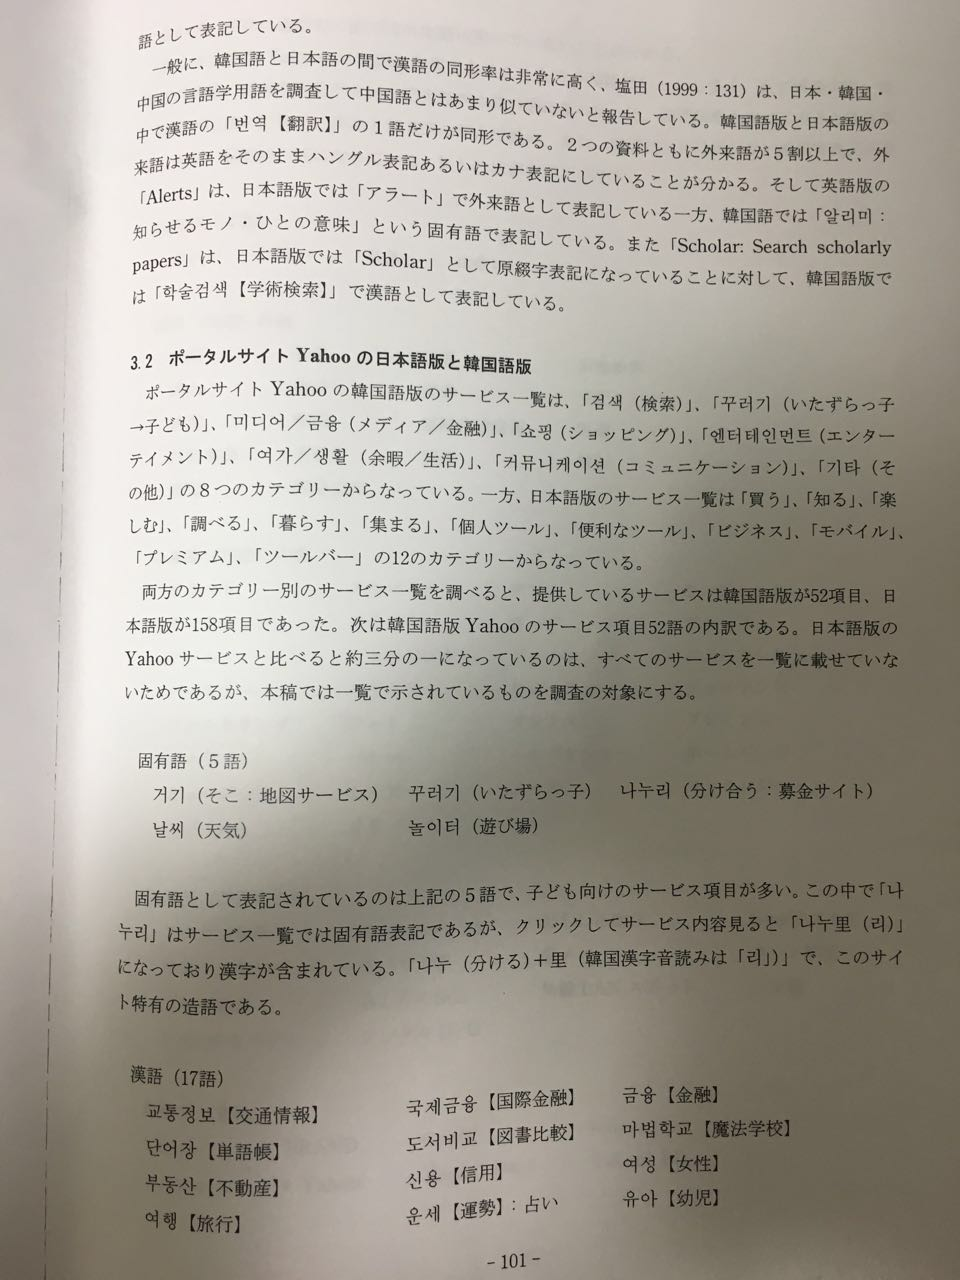 語として表記している。
一般に、韓国語と日本語の間で漢語の同形率は非常に高く、塩田（1999：131）は、日本・韓国・
中国の言語学用語を調査して中国語とはあまり似ていないと報告している。韓国語版と日本語版の
中で漢語の「번역【翻訳】」の１語だけが同形である。２つの資料ともに外来語が５割以上で、外
来語は英語をそのままハングル表記あるいはカナ表記にしていることが分かる。そして英語版の
「Alerts」は、日本語版では「アラート」で外来語として表記している一方、韓国語では「알리미：
知らせるモノ・ひとの意味」という固有語で表記している。また「Scholar: Search scholarly
papers」は、日本語版では「Scholar」として原綴字表記になっていることに対して、韓国語版で
は「학술검색【学術検索】」で漢語として表記している。
3.2 ポータルサイト Yahoo の日本語版と韓国語版
ポータルサイト Yahoo の韓国語版のサービス一覧は、「검색（検索）」、「꾸러기（いたずらっ子
→子ども）」、「미디어／금융（メディア／金融）」、「쇼핑（ショッピング）」、「엔터테인먼트（エンター
テイメント）」、「여가／생활（余暇／生活）」、「커뮤니케이션（コミュニケーション）」、「기타（そ
の他）」の８つのカテゴリーからなっている。一方、日本語版のサービス一覧は「買う」、「知る」、「楽
しむ」、「調べる」、「暮らす」、「集まる」、「個人ツール」、「便利なツール」、「ビジネス」、「モバイル」、
「プレミアム」、「ツールバー」の12のカテゴリーからなっている。
両方のカテゴリー別のサービス一覧を調べると、提供しているサービスは韓国語版が52項目、日
本語版が158項目であった。次は韓国語版 Yahoo のサービス項目52語の内訳である。日本語版の
Yahoo サービスと比べると約三分の一になっているのは、すべてのサービスを一覧に載せていな
いためであるが、本稿では一覧で示されているものを調査の対象にする。
固有語（５語）
거기（そこ：地図サービス） 꾸러기（いたずらっ子） 나누리（分け合う：募金サイト）
날씨（天気） 놀이터（遊び場）
固有語として表記されているのは上記の５語で、子ども向けのサービス項目が多い。この中で「나
누리」はサービス一覧では固有語表記であるが、クリックしてサービス内容見ると「나누里（리）」
になっており漢字が含まれている。「나누（分ける）＋里（韓国漢字音読みは「리」）」で、このサイ
ト特有の造語である。
漢語（17語）
교통정보【交通情報】 국제금융【国際金融】 금융【金融】
단어장【単語帳】 도서비교【図書比較】 마법학교【魔法学校】
부동산【不動産】 신용【信用】 여성【女性】
여행【旅行】 운세【運勢】：占い 유아【幼児】
- 101 -